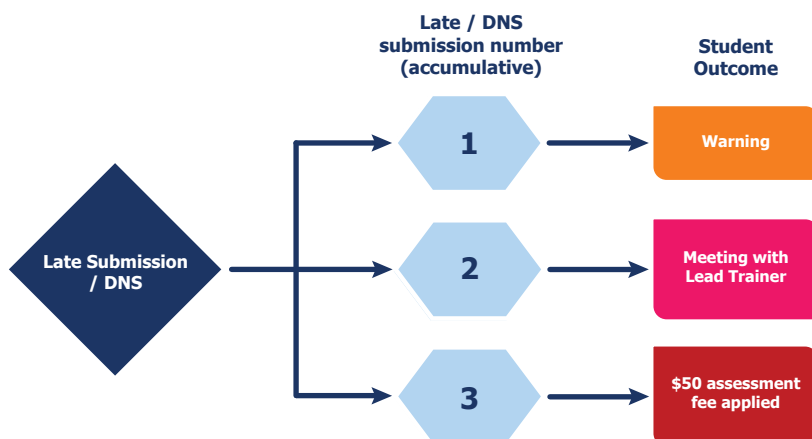 Late / DNS
submission number
(accumulative)
Student
Outcome
1
Warning
Late Submission
/ DNS
2
Meeting with
Lead Trainer
3
$50 assessment
fee applied